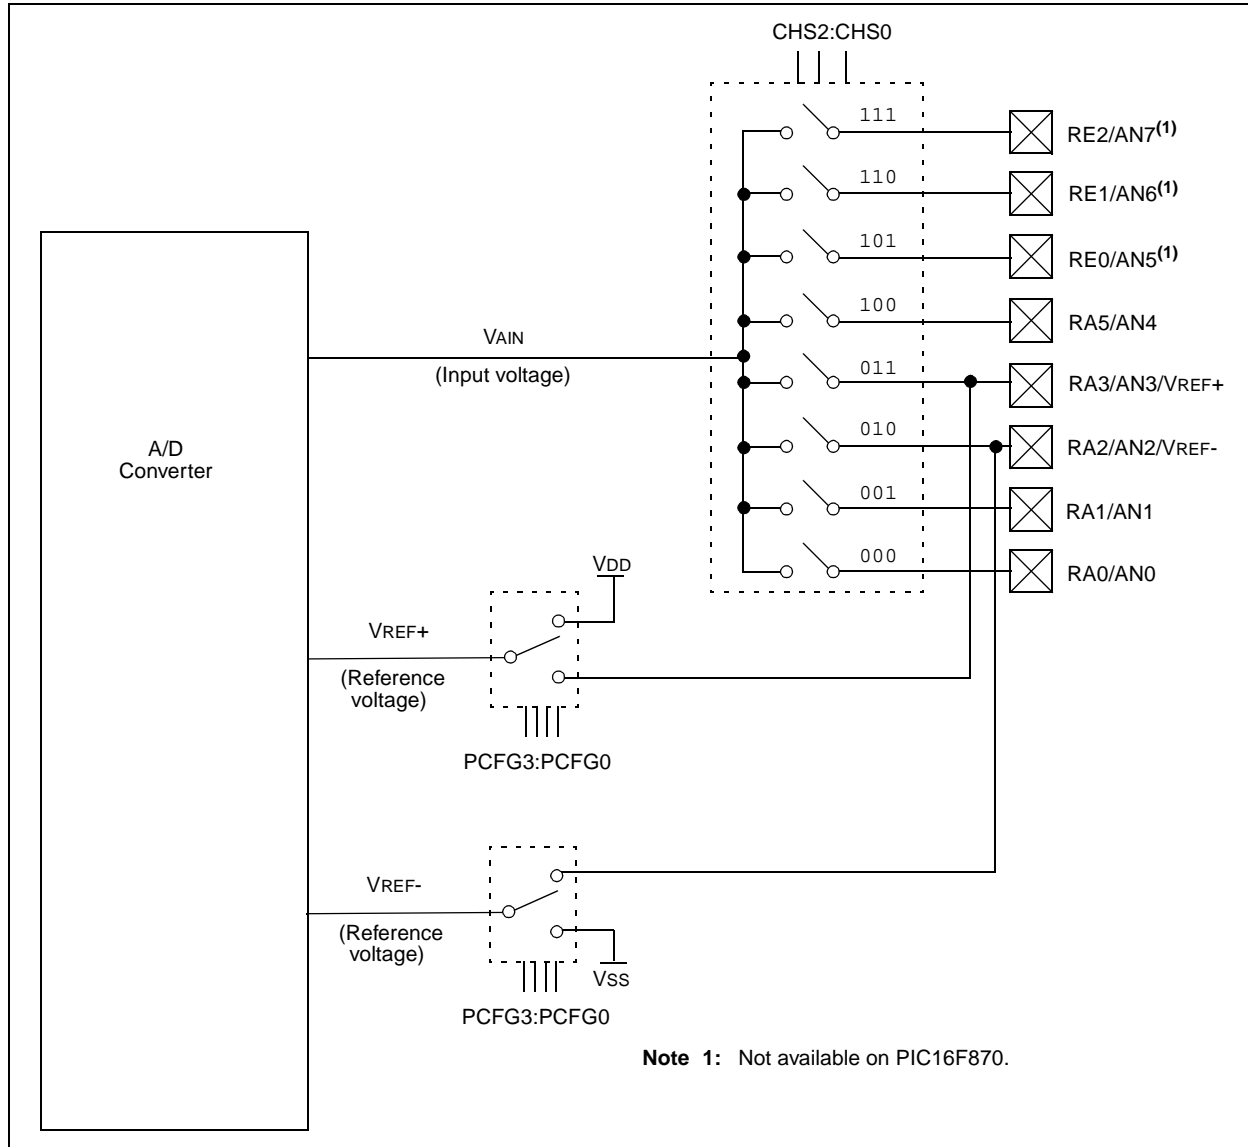 CHS2:CHS0
111
RE2/AN7(1)
110
RE1/AN6(1)
101
RE0/AN5(1)
100
RA5/AN4
VAIN
(Input voltage)
011
RA3/AN3/VREF+
010
RA2/AN2/VREF-
A/D
Converter
001
RA1/AN1
000
RA0/AN0
VDD
VREF+
(Reference
voltage)
PCFG3:PCFG0
VREF-
(Reference
voltage)
VSS
PCFG3:PCFG0
Note 1: Not available on PIC16F870.